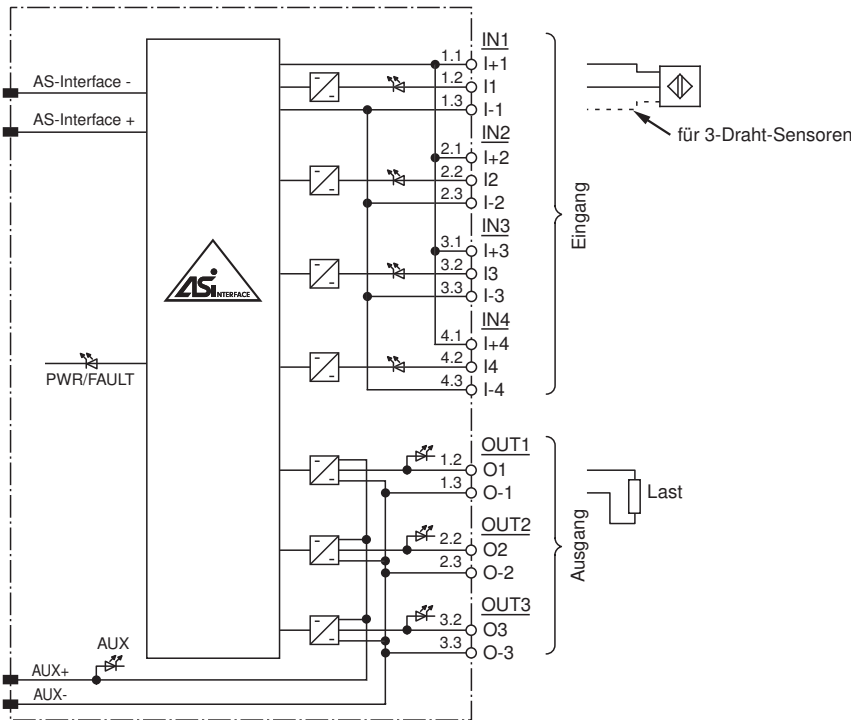 AS-Interface -
AS-Interface +
ASi INTERFACE
PWR/FAULT
AUX
AUX+
AUX-
IN1
1.1 I+1
1.2 I1
1.3 I-1
IN2
2.1 I+2
2.2 I2
2.3 I-2
IN3
3.1 I+3
3.2 I3
3.3 I-3
IN4
4.1 I+4
4.2 I4
4.3 I-4
Eingang
für 3-Draht-Sensoren
OUT1
1.2 O1
1.3 O-1
OUT2
2.2 O2
2.3 O-2
OUT3
3.2 O3
3.3 O-3
Ausgang
Last